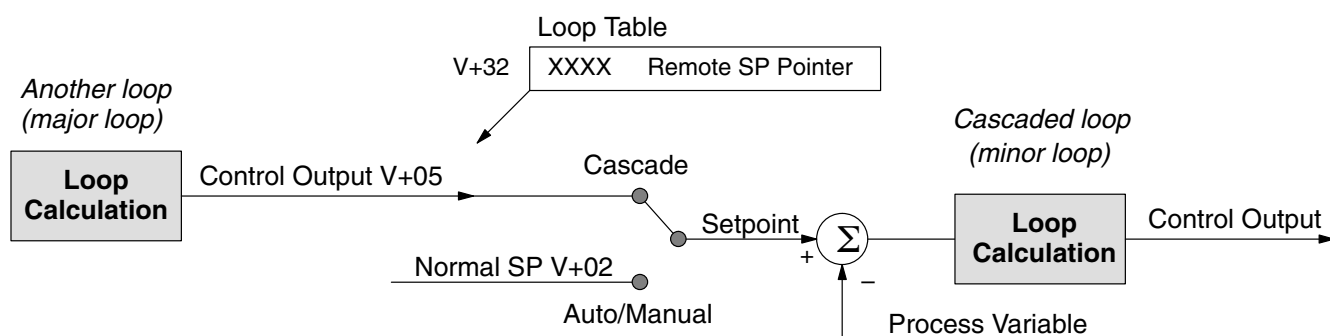 Loop Table
V+32 XXXX Remote SP Pointer
Another loop
(major loop)
Loop
Calculation
Control Output V+05
Cascade
Normal SP V+02
Auto/Manual
Setpoint
+
Σ
−
Process Variable
Cascaded loop
(minor loop)
Loop
Calculation
Control Output